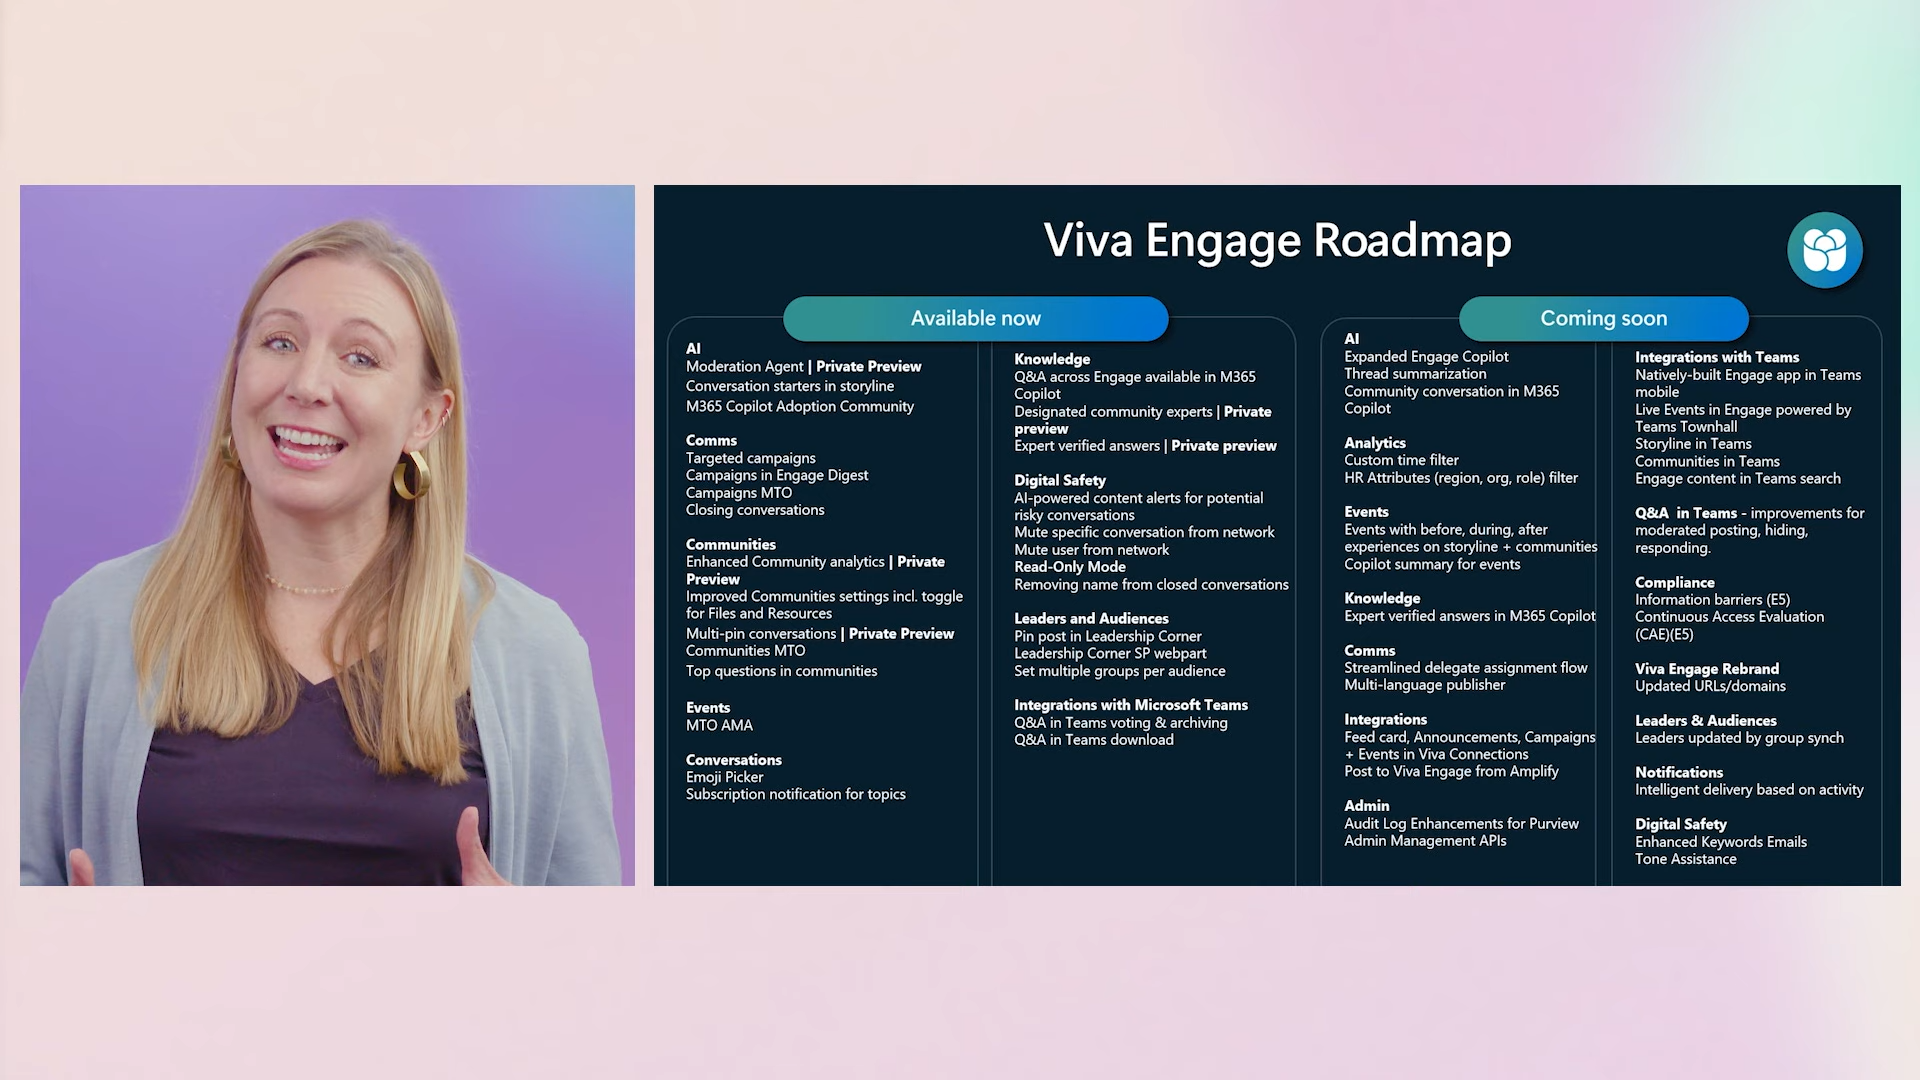 Viva Engage Roadmap
Available now
AI
Moderation Agent | Private Preview
Conversation starters in storyline
M365 Copilot Adoption Community
Comms
Targeted campaigns
Campaigns in Engage Digest
Campaigns MTO
Closing conversations
Communities
Enhanced Community analytics | Private
Preview
Improved Communities settings incl. toggle
for Files and Resources
Multi-pin conversations | Private Preview
Communities MTO
Top questions in communities
Events
MTO AMA
Conversations
Emoji Picker
Subscription notification for topics
Knowledge
Q&A across Engage available in M365
Copilot
Designated community experts | Private
preview
Expert verified answers | Private preview
Digital Safety
AI-powered content alerts for potential
risky conversations
Mute specific conversation from network
Mute user from network
Read-Only Mode
Removing name from closed conversations
Leaders and Audiences
Pin post in Leadership Corner
Leadership Corner SP webpart
Set multiple groups per audience
Integrations with Microsoft Teams
Q&A in Teams voting & archiving
Q&A in Teams download
Coming soon
AI
Expanded Engage Copilot
Thread summarization
Community conversation in M365
Copilot
Analytics
Custom time filter
HR Attributes (region, org, role) filter
Events
Events with before, during, after
experiences on storyline + communities
Copilot summary for events
Knowledge
Expert verified answers in M365 Copilot
Comms
Streamlined delegate assignment flow
Multi-language publisher
Integrations
Feed card, Announcements, Campaigns
+ Events in Viva Connections
Post to Viva Engage from Amplify
Admin
Audit Log Enhancements for Purview
Admin Management APIs
Integrations with Teams
Natively-built Engage app in Teams
mobile
Live Events in Engage powered by
Teams Townhall
Storyline in Teams
Communities in Teams
Engage content in Teams search
Q&A in Teams - improvements for
moderated posting, hiding,
responding.
Compliance
Information barriers (E5)
Continuous Access Evaluation
(CAE)(E5)
Viva Engage Rebrand
Updated URLs/domains
Leaders & Audiences
Leaders updated by group synch
Notifications
Intelligent delivery based on activity
Digital Safety
Enhanced Keywords Emails
Tone Assistance